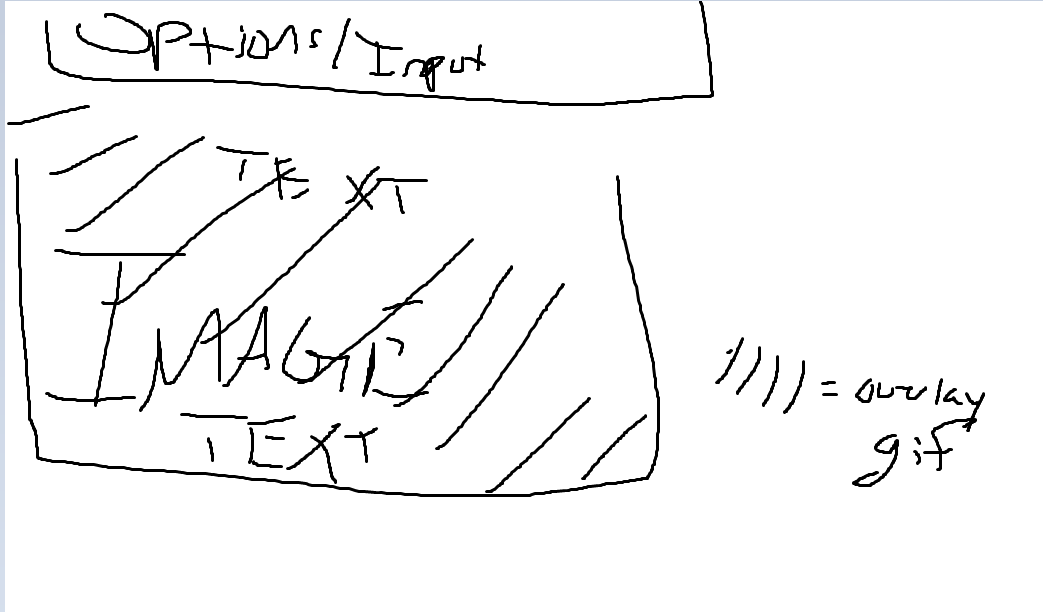 Options/Input
TEXT
IMAGE
TEXT
//// = overlay
gif